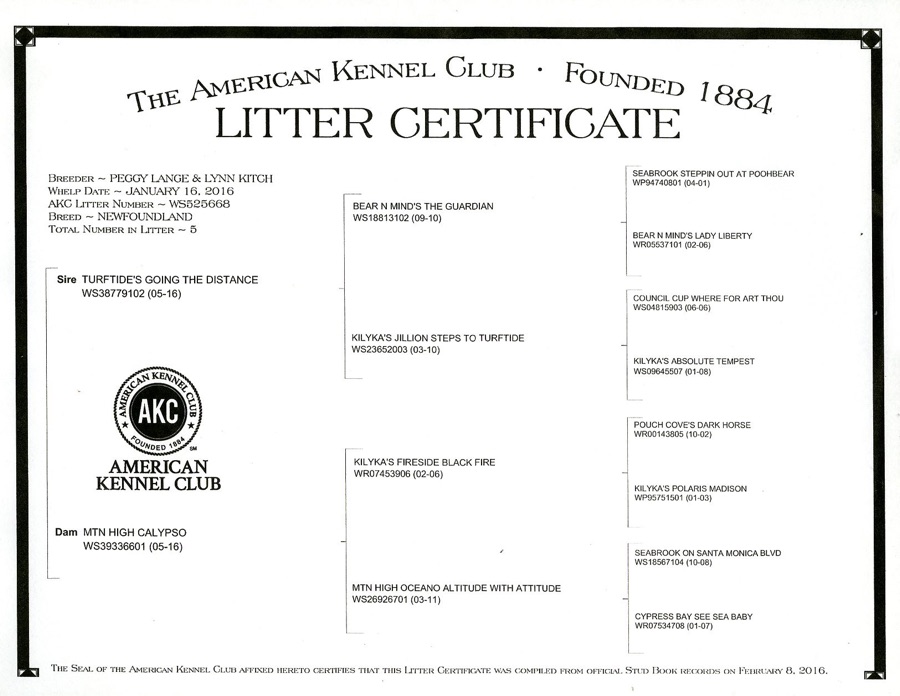 The American Kennel Club · Founded 1884
LITTER CERTIFICATE
Breeder ~ PEGGY LANGE & LYNN KITCH
Whelp Date ~ JANUARY 16, 2016
AKC Litter Number ~ WS525668
Breed ~ NEWFOUNDLAND
Total Number in Litter ~ 5
Sire TURFTIDE'S GOING THE DISTANCE
WS38779102 (05-16)
AMERICAN KENNEL CLUB
AKC
FOUNDED 1884
SM
AMERICAN
KENNEL CLUB
Dam MTN HIGH CALYPSO
WS39336601 (05-16)
BEAR N MIND'S THE GUARDIAN
WS18813102 (09-10)
KILYKA'S JILLION STEPS TO TURFTIDE
WS23652003 (03-10)
KILYKA'S FIRESIDE BLACK FIRE
WR07453906 (02-06)
MTN HIGH OCEANO ALTITUDE WITH ATTITUDE
WS26926701 (03-11)
SEABROOK STEPPIN OUT AT POOHBEAR
WP94740801 (04-01)
BEAR N MIND'S LADY LIBERTY
WR05537101 (02-06)
COUNCIL CUP WHERE FOR ART THOU
WS04815903 (06-06)
KILYKA'S ABSOLUTE TEMPEST
WS09645507 (01-08)
POUCH COVE'S DARK HORSE
WR00143805 (10-02)
KILYKA'S POLARIS MADISON
WP95751501 (01-03)
SEABROOK ON SANTA MONICA BLVD
WS18567104 (10-08)
CYPRESS BAY SEE SEA BABY
WR07534708 (01-07)
The Seal of the American Kennel Club affixed hereto certifies that this Litter Certificate was compiled from official Stud Book records on February 8, 2016.